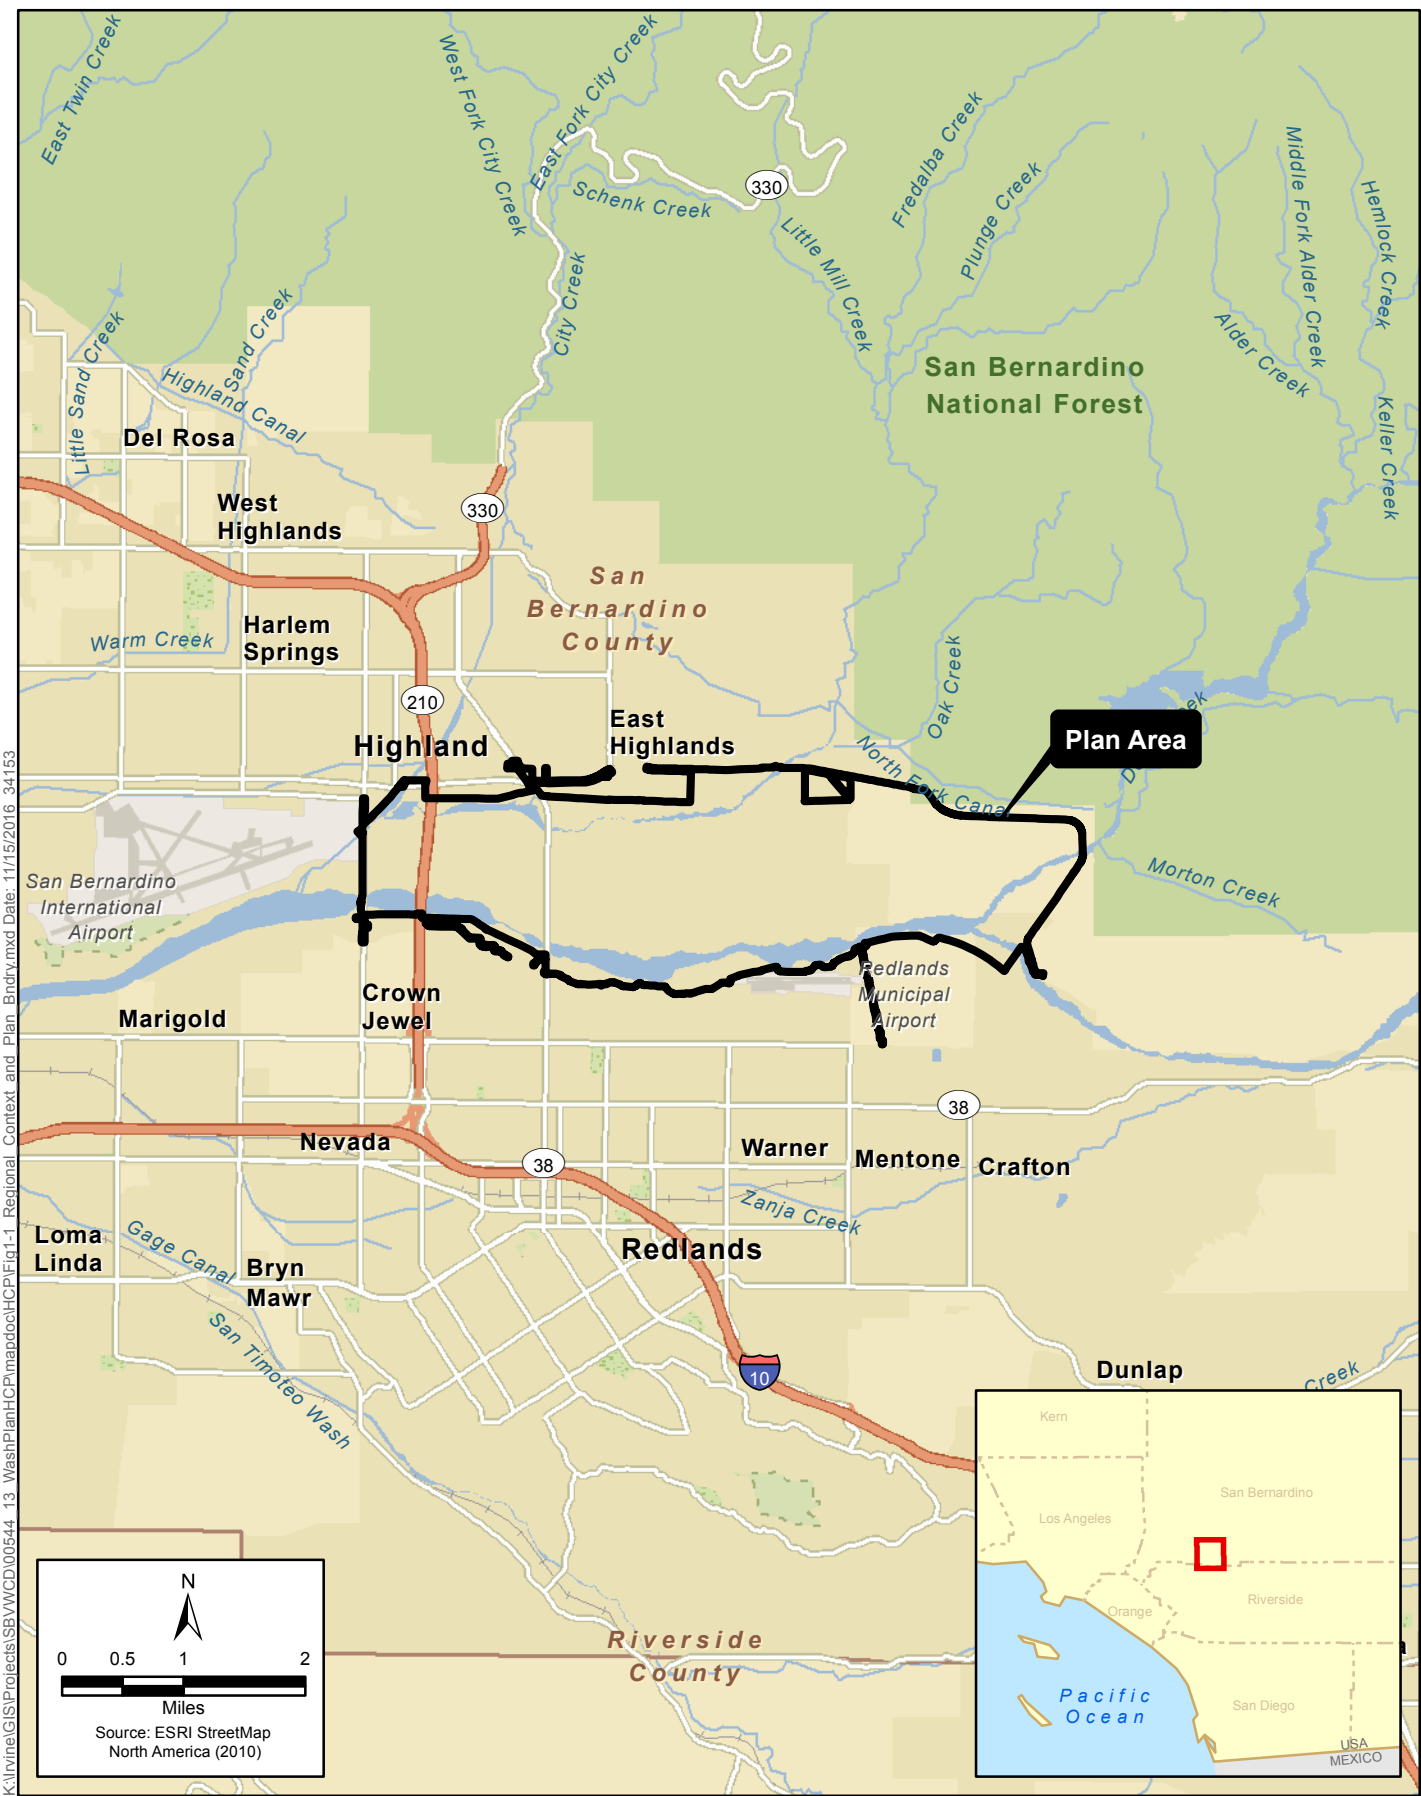 East Twin Creek
West Fork City Creek
East Fork City Creek
Schenk Creek
330
Little Mill Creek
Fredalba Creek
Plunge Creek
Middle Fork Alder Creek
Hemlock Creek
Alder Creek
Keller Creek
City Creek
Sand Creek
Little Sand Creek
Highland Canal
San Bernardino
National Forest
Del Rosa
West
Highlands
330
San
Bernardino
County
Harlem
Springs
Warm Creek
210
Oak Creek
East
Highlands
Highland
Plan Area
North Fork Canal
Morton Creek
San Bernardino
International
Airport
Redlands
Municipal
Airport
Crown
Jewel
Marigold
38
Nevada
38
Warner
Mentone
Crafton
Zanja Creek
Loma
Linda
Gage Canal
Bryn
Mawr
Redlands
San Timoteo Wash
10
Dunlap
Creek
Riverside
County
N
0 0.5 1 2
Miles
Source: ESRI StreetMap
North America (2010)
Kern
San Bernardino
Los Angeles
Orange
Riverside
San Diego
Pacific
Ocean
USA
MEXICO
K:\Irvine\GIS\Projects\SBVWCD\00544_13_WashPlanHCP\mapdoc\HCP\Fig1-1_Regional_Context_and_Plan_Bndry.mxd Date: 11/15/2016 34153